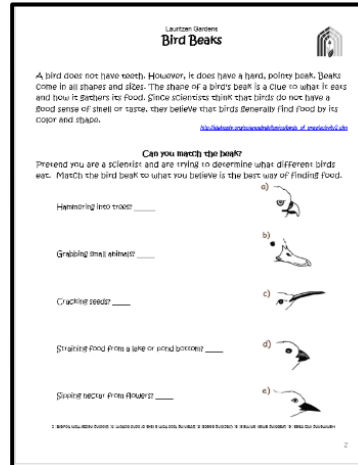 Lauritzen Gardens
Bird Beaks
A bird does not have teeth. However, it does have a hard, pointy beak. Beaks
come in all shapes and sizes. The shape of a bird's beak is a clue to what it eats
and how it gathers its food. Since scientists think that birds do not have a
good sense of smell or taste, they believe that birds generally find food by its
color and shape.
Can you match the beak?
Pretend you are a scientist and are trying to determine what different birds
eat. Match the bird beak to what you believe is the best way of finding food.
a)
Hammering into trees? _____
b)
Grabbing small animals? _____
c)
Cracking seeds? _____
d)
Straining food from a lake or pond bottom? _____
e)
Sipping nectar from flowers? _____
2